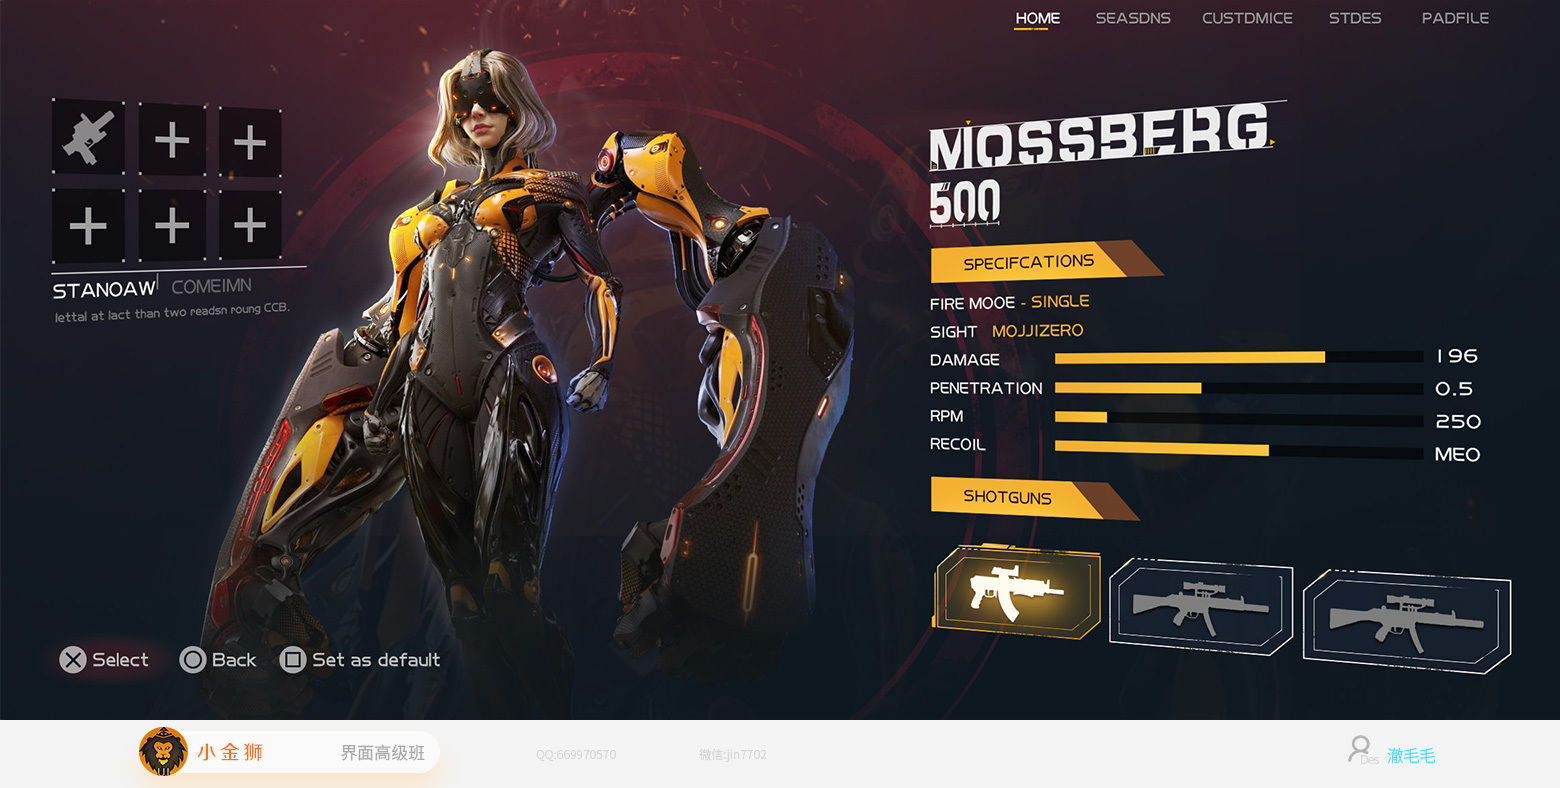 HOME SEASDNS CUSTDMICE STDES PADFILE
MOSSBERG
500
SPECIFCATIONS
FIRE MOOE - SINGLE
SIGHT MOJJIZERO
DAMAGE 196
PENETRATION 0.5
RPM 250
RECOIL MEO
SHOTGUNS
STANOAW COMEIMN
lettal at lact than two readsn roung CCB.
Select Back Set as default
小金狮 界面高级班 QQ:669970570 微信:jin7702 Des 澈毛毛